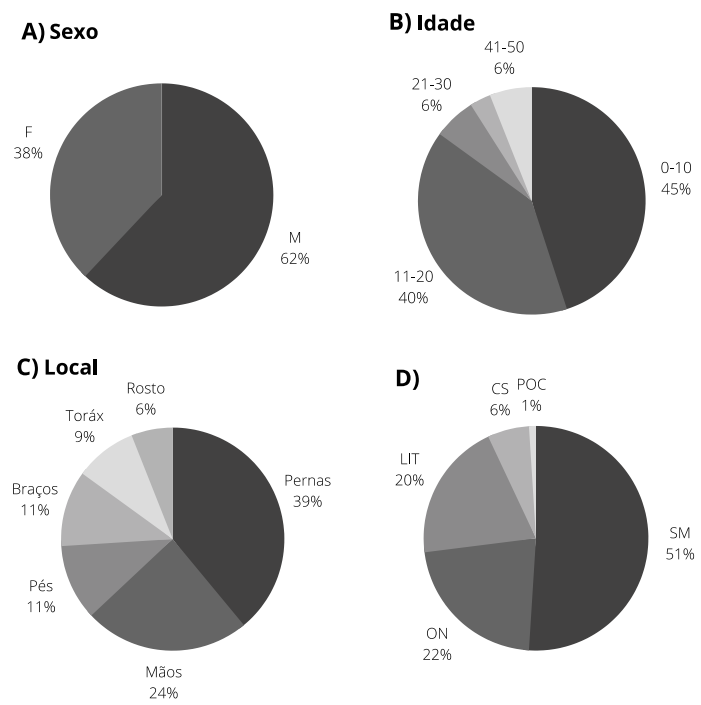 A) Sexo
F
38%
M
62%
B) Idade
41-50
6%
21-30
6%
0-10
45%
11-20
40%
C) Local
Rosto
6%
Toráx
9%
Braços
11%
Pés
11%
Pernas
39%
Mãos
24%
D)
CS
6%
POC
1%
LIT
20%
SM
51%
ON
22%